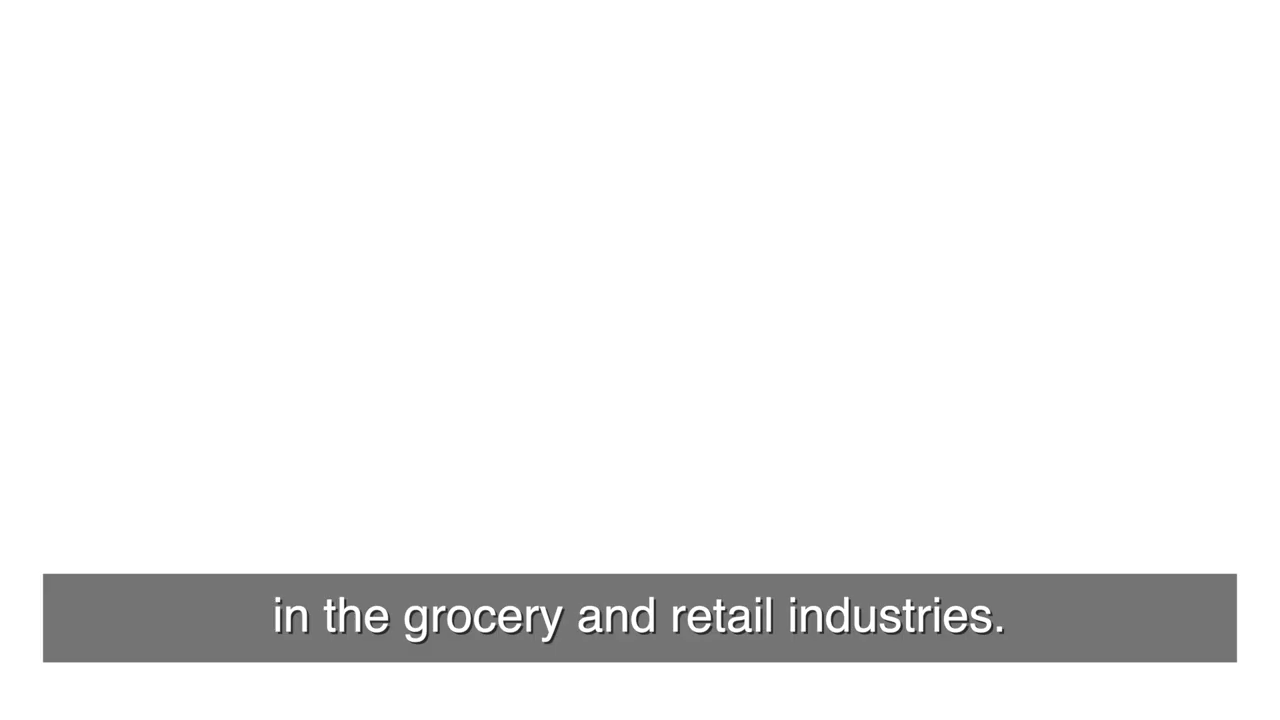 in the grocery and retail industries.